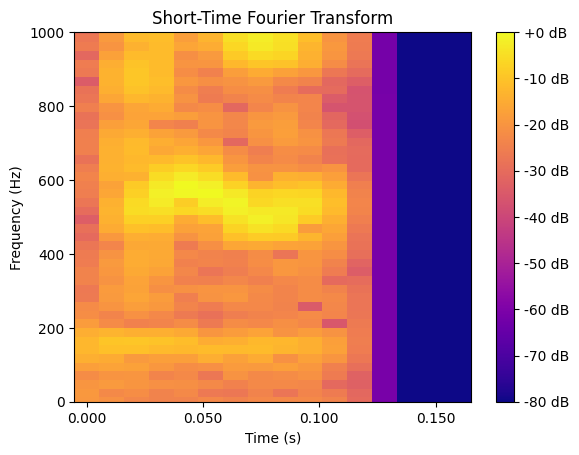 Short-Time Fourier Transform
1000
800
600
400
200
0
Frequency (Hz)
0.000
0.050
0.100
0.150
Time (s)
+0 dB
-10 dB
-20 dB
-30 dB
-40 dB
-50 dB
-60 dB
-70 dB
-80 dB